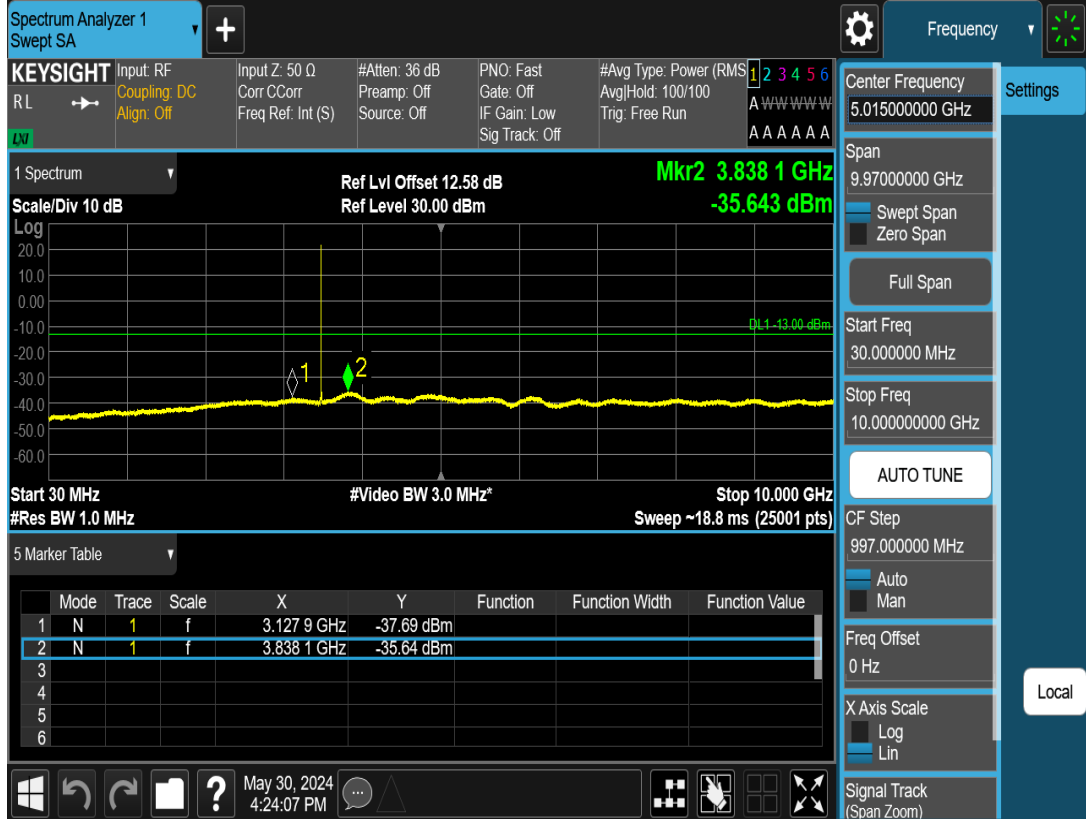 Spectrum Analyzer 1
Swept SA
+
Frequency
KEYSIGHT
RL
LXI
Input: RF
Coupling: DC
Align: Off
Input Z: 50 Ω
Corr CCorr
Freq Ref: Int (S)
#Atten: 36 dB
Preamp: Off
Source: Off
PNO: Fast
Gate: Off
IF Gain: Low
Sig Track: Off
#Avg Type: Power (RMS
Avg|Hold: 100/100
Trig: Free Run
1 2 3 4 5 6
A W W W W W
A A A A A A
1 Spectrum
Scale/Div 10 dB
Ref Lvl Offset 12.58 dB
Ref Level 30.00 dBm
Mkr2 3.838 1 GHz
-35.643 dBm
Log
20.0
10.0
0.00
-10.0
-20.0
-30.0
-40.0
-50.0
-60.0
DL1 -13.00 dBm
1
2
Start 30 MHz
#Video BW 3.0 MHz*
Stop 10.000 GHz
#Res BW 1.0 MHz
Sweep ~18.8 ms (25001 pts)
5 Marker Table
Mode Trace Scale X Y Function Function Width Function Value
1 N 1 f 3.127 9 GHz -37.69 dBm
2 N 1 f 3.838 1 GHz -35.64 dBm
3
4
5
6
?
May 30, 2024
4:24:07 PM
Center Frequency
5.015000000 GHz
Span
9.97000000 GHz
Swept Span
Zero Span
Full Span
Start Freq
30.000000 MHz
Stop Freq
10.000000000 GHz
AUTO TUNE
CF Step
997.000000 MHz
Auto
Man
Freq Offset
0 Hz
X Axis Scale
Log
Lin
Signal Track
(Span Zoom)
Settings
Local